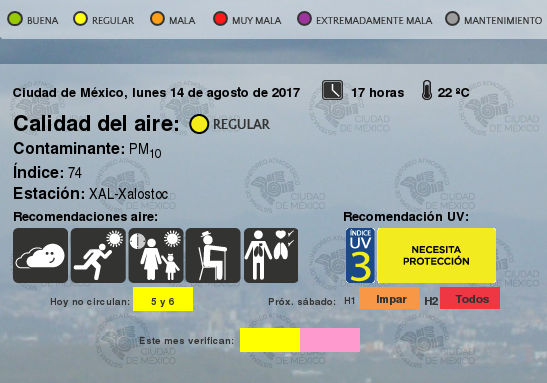 BUENA REGULAR MALA MUY MALA EXTREMADAMENTE MALA MANTENIMIENTO
Ciudad de México, lunes 14 de agosto de 2017 17 horas 22 ºC
Calidad del aire: REGULAR
Contaminante: PM10
Índice: 74
Estación: XAL-Xalostoc
Recomendaciones aire: Recomendación UV:
ÍNDICE
UV
3
NECESITA
PROTECCIÓN
Hoy no circulan: 5 y 6 Próx. sábado: H1 Impar H2 Todos
Este mes verifican: